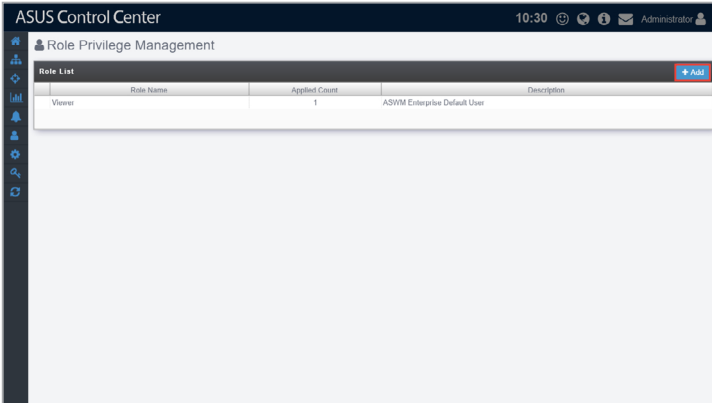 ASUS Control Center
10:30 Administrator
Role Privilege Management
Role List
+ Add
Role Name Applied Count Description
Viewer 1 ASWM Enterprise Default User